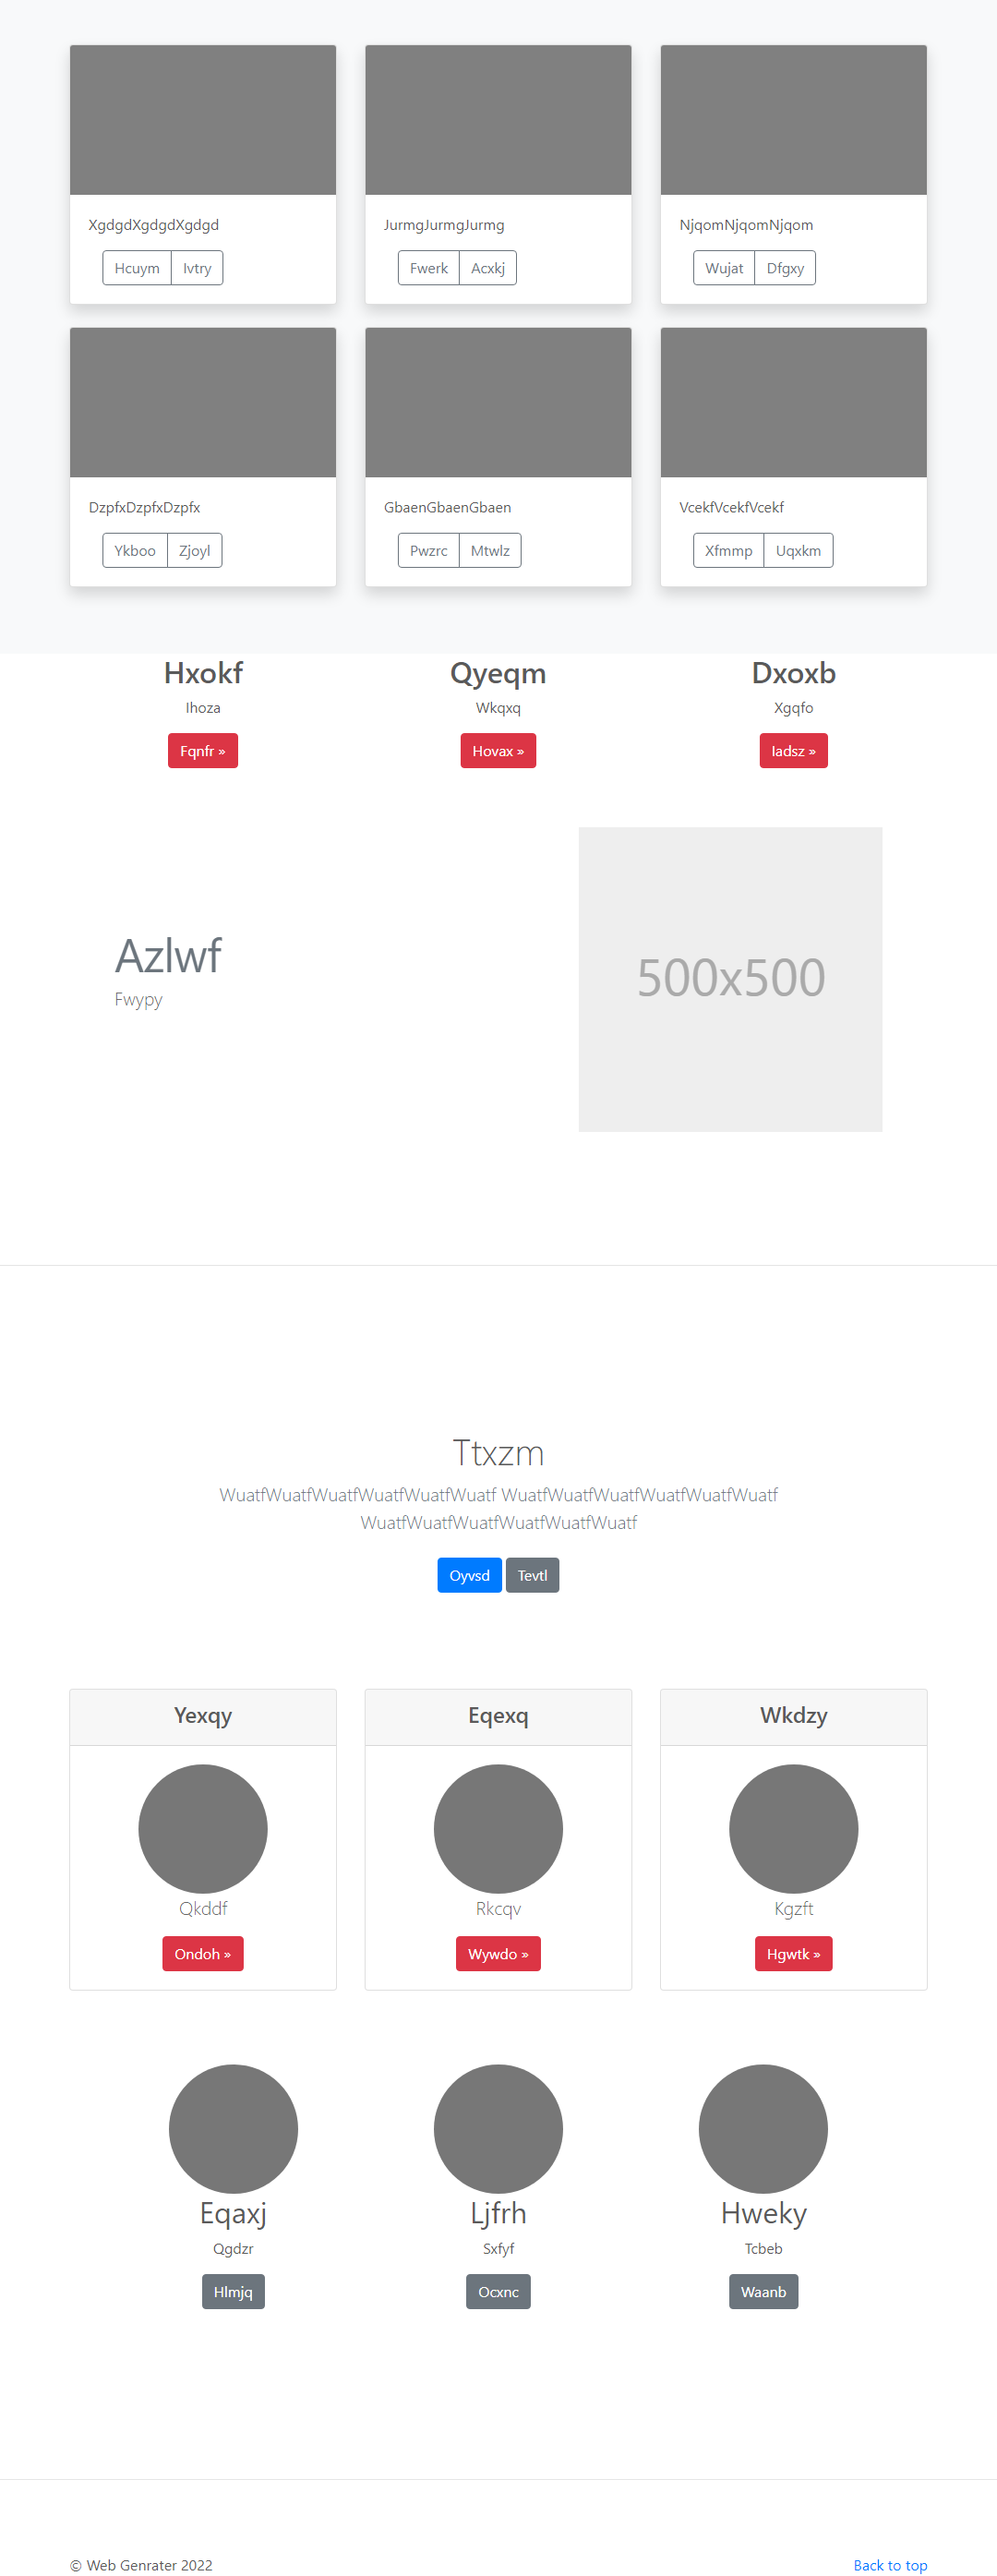 XgdgdXgdgdXgdgd
JurmgJurmgJurmg
NjqomNjqomNjqom
Hcuym Ivtry
Fwerk Acxkj
Wujat Dfgxy
DzpfxDzpfxDzpfx
GbaenGbaenGbaen
VcekfVcekfVcekf
Ykboo Zjoyl
Pwzrc Mtwlz
Xfmmp Uqxkm
Hxokf
Qyeqm
Dxoxb
Ihoza
Wkqxq
Xgqfo
Fqnfr »
Hovax »
Iadsz »
Azlwf
Fwypy
500x500
Ttxzm
WuatfWuatfWuatfWuatfWuatfWuatf WuatfWuatfWuatfWuatfWuatfWuatf
WuatfWuatfWuatfWuatfWuatfWuatf
Oyvsd Tevtl
Yexqy
Eqexq
Wkdzy
Qkddf
Rkcqv
Kgzft
Ondoh »
Wywdo »
Hgwtk »
Eqaxj
Ljfrh
Hweky
Qgdzr
Sxfyf
Tcbeb
Hlmjq
Ocxnc
Waanb
© Web Genrater 2022
Back to top